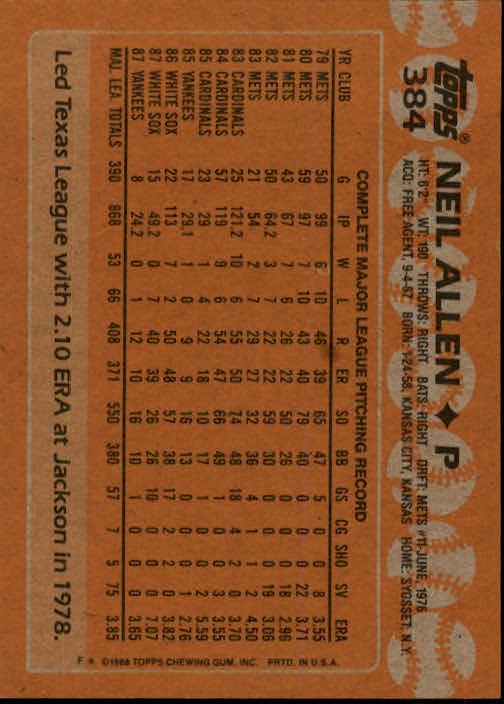 topps®
384
NEIL ALLEN ♦ P
HT: 6'2" WT: 190 THROWS: RIGHT BATS: RIGHT DRFT: METS #11-JUNE, 1976
ACQ: FREE AGENT, 9-4-87 BORN: 1-24-58, KANSAS CITY, KANSAS HOME: SYOSSET, N.Y.
COMPLETE MAJOR LEAGUE PITCHING RECORD
YR CLUB G IP W L R ER SO BB GS CG SHO SV ERA
79 METS 50 99 6 10 46 39 65 47 5 0 0 8 3.55
80 METS 59 97 7 10 43 40 79 40 0 0 0 22 3.71
81 METS 43 67 7 6 26 22 50 26 0 0 0 18 2.96
82 METS 50 64.2 3 7 22 22 59 30 0 0 0 19 3.06
83 METS 21 54 2 7 29 27 32 36 4 1 1 2 4.50
83 CARDINALS 25 121.2 10 6 55 50 74 48 18 4 2 0 3.70
84 CARDINALS 57 119 9 6 54 47 66 49 1 0 0 3 3.55
85 CARDINALS 23 29 1 4 22 18 10 17 1 0 0 2 5.59
85 YANKEES 17 29.1 1 0 9 9 16 13 0 0 0 1 2.76
86 WHITE SOX 22 113 7 2 50 48 57 38 17 2 2 0 3.82
87 WHITE SOX 15 49.2 0 7 40 39 26 26 10 0 0 0 7.07
87 YANKEES 8 24.2 0 1 12 10 16 10 1 0 0 0 3.65
MAJ. LEA. TOTALS 390 868 53 66 408 371 550 380 57 7 5 75 3.85
F * ©1988 TOPPS CHEWING GUM, INC. PRTD. IN U.S.A.
Led Texas League with 2.10 ERA at Jackson in 1978.